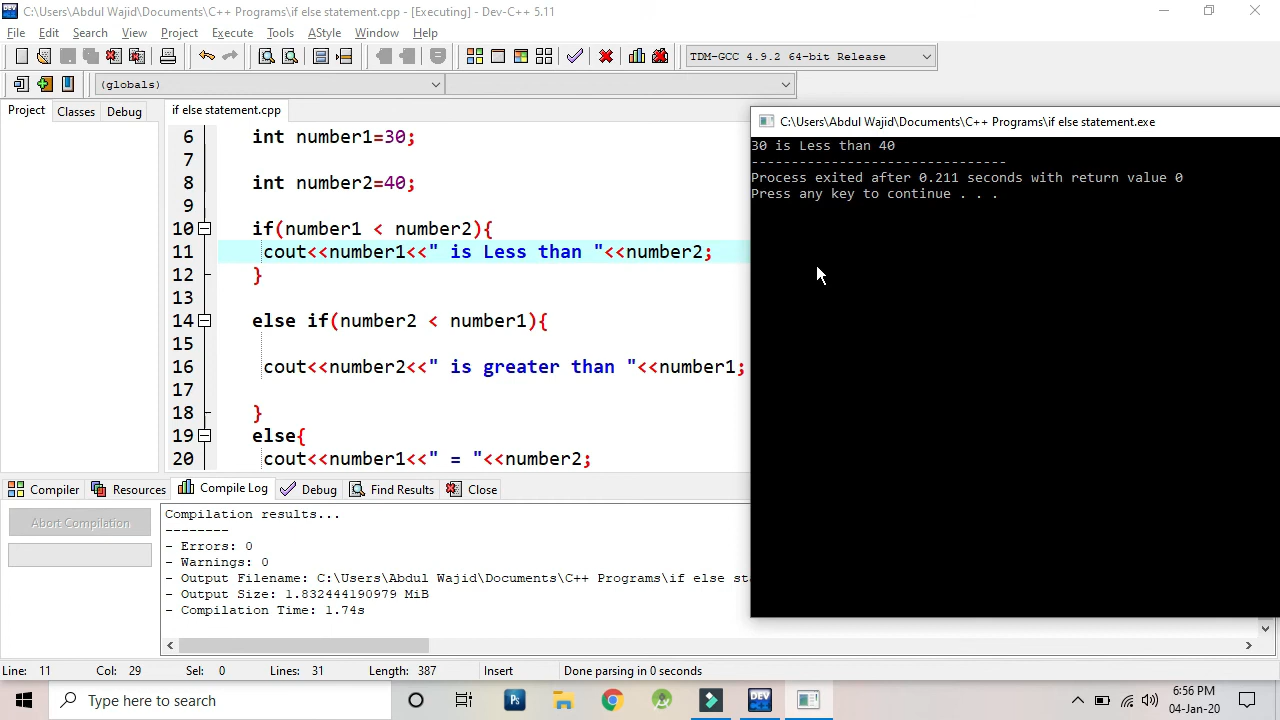 C:\Users\Abdul Wajid\Documents\C++ Programs\if else statement.cpp - [Executing] - Dev-C++ 5.11
File Edit Search View Project Execute Tools AStyle Window Help
TDM-GCC 4.9.2 64-bit Release
(globals)
Project Classes Debug
if else statement.cpp
6 int number1=30;
7
8 int number2=40;
9
10 if(number1 < number2){
11 cout<<number1<<" is Less than "<<number2;
12 }
13
14 else if(number2 < number1){
15
16 cout<<number2<<" is greater than "<<number1;
17
18 }
19 else{
20 cout<<number1<<" = "<<number2;
C:\Users\Abdul Wajid\Documents\C++ Programs\if else statement.exe
30 is Less than 40
--------------------------------
Process exited after 0.211 seconds with return value 0
Press any key to continue . . .
Compiler Resources Compile Log Debug Find Results Close
Abort Compilation
Compilation results...
--------
- Errors: 0
- Warnings: 0
- Output Filename: C:\Users\Abdul Wajid\Documents\C++ Programs\if else sta
- Output Size: 1.832444190979 MiB
- Compilation Time: 1.74s
Line: 11 Col: 29 Sel: 0 Lines: 31 Length: 387 Insert Done parsing in 0 seconds
Type here to search
Ps
DEV
6:56 PM
04-Jan-20